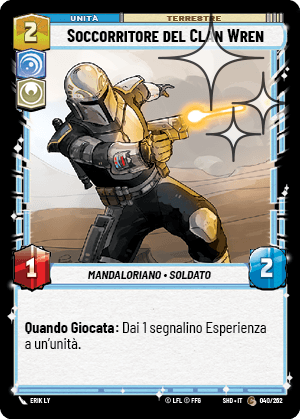 UNITÀ
TERRESTRE
2
SOCCORRITORE DEL CLAN WREN
MANDALORIANO • SOLDATO
1
2
Quando Giocata: Dai 1 segnalino Esperienza
a un'unità.
ERIK LY
© LFL © FFG
SHD • IT
040/262